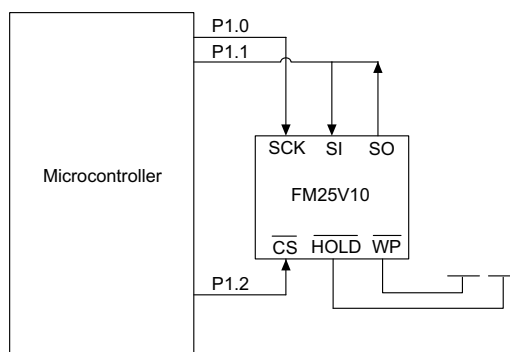 P1.0
P1.1
SCK SI SO
Microcontroller
FM25V10
CS HOLD WP
P1.2